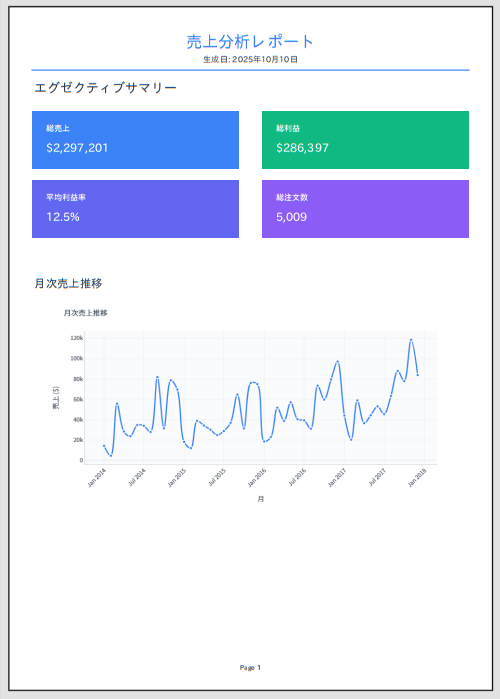 売上分析レポート
生成日: 2025年10月10日
エグゼクティブサマリー
総売上
$2,297,201
総利益
$286,397
平均利益率
12.5%
総注文数
5,009
月次売上推移
月次売上推移
120k
100k
80k
60k
40k
20k
0
売上 ($)
Jan 2014
Jul 2014
Jan 2015
Jul 2015
Jan 2016
Jul 2016
Jan 2017
Jul 2017
Jan 2018
月
Page 1